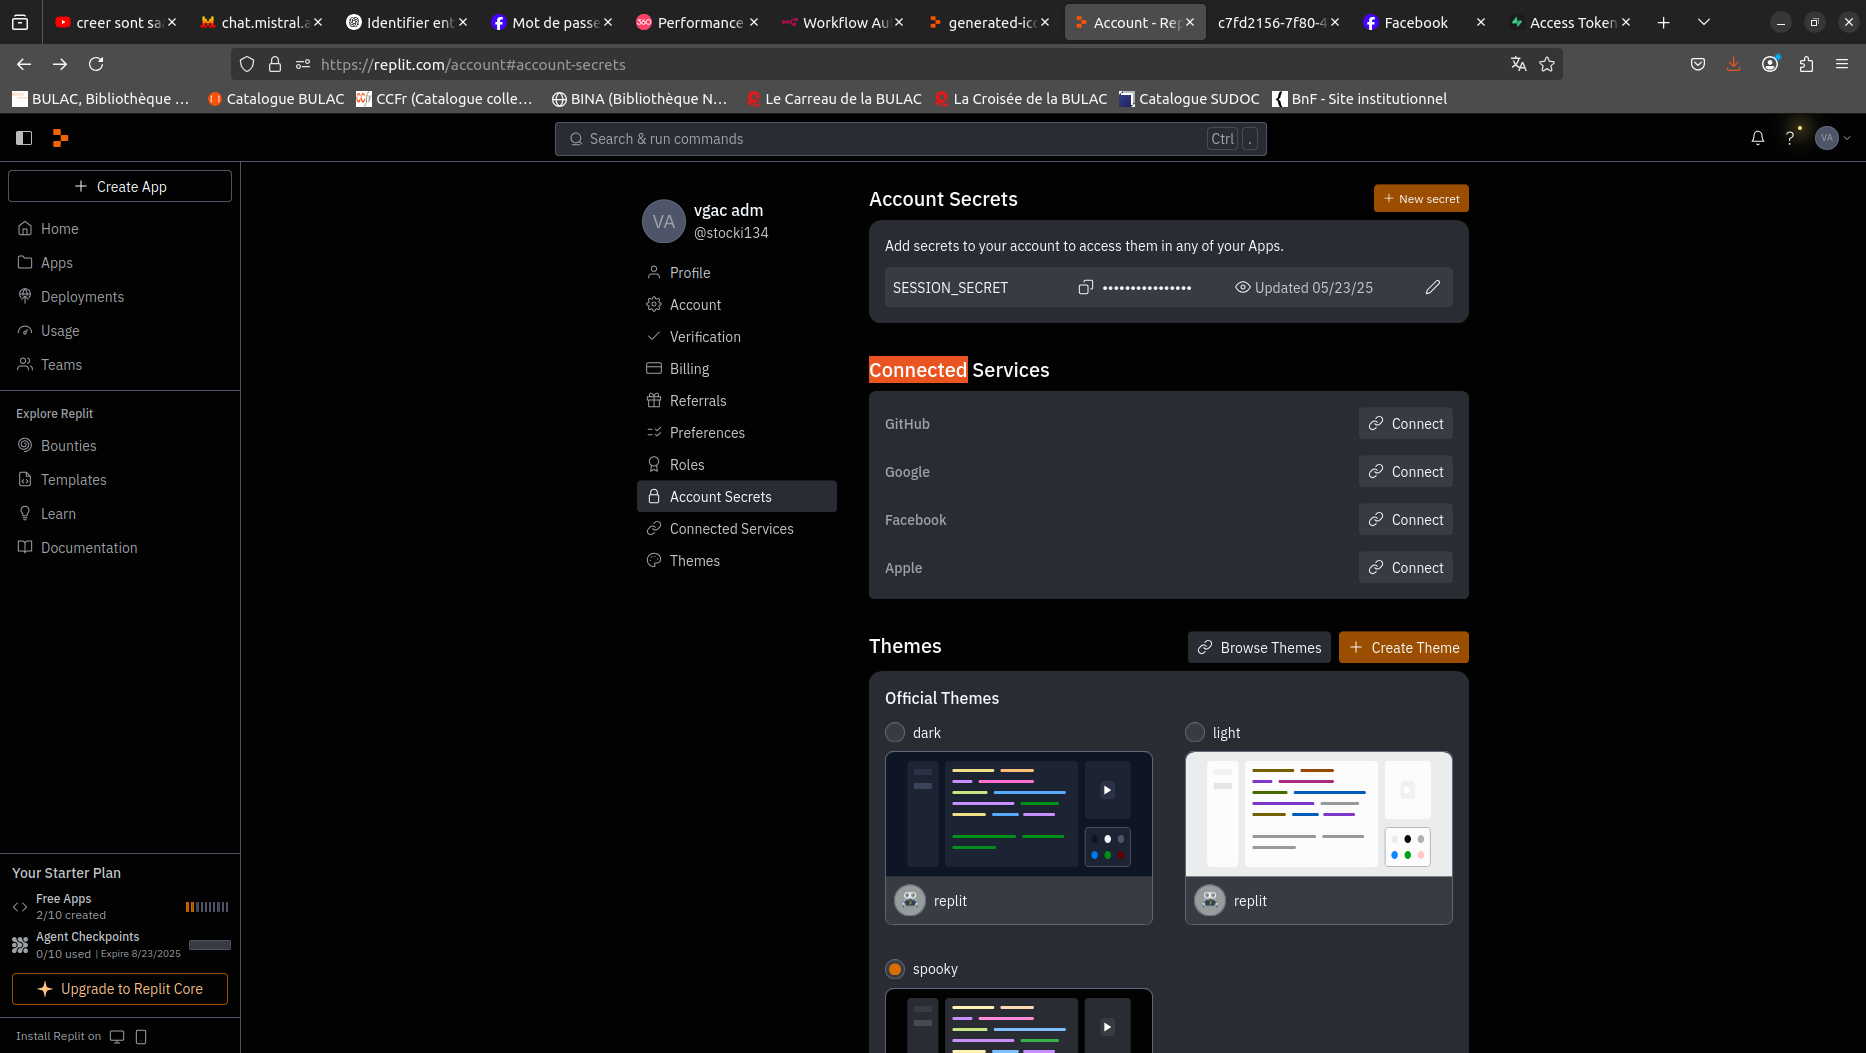 creer sont sa
chat.mistral.a
Identifier ent
Mot de passe
Performance
Workflow Au
generated-ic
Account - Rep
c7fd2156-7f80-4
Facebook
Access Token
https://replit.com/account#account-secrets
BULAC, Bibliothèque ...
Catalogue BULAC
CCFr (Catalogue colle...
BINA (Bibliothèque N...
Le Carreau de la BULAC
La Croisée de la BULAC
Catalogue SUDOC
BnF - Site institutionnel
Search & run commands
Ctrl .
VA
Create App
Home
Apps
Deployments
Usage
Teams
Explore Replit
Bounties
Templates
Learn
Documentation
Your Starter Plan
Free Apps
2/10 created
Agent Checkpoints
0/10 used | Expire 8/23/2025
Upgrade to Replit Core
Install Replit on
VA
vgac adm
@stocki134
Profile
Account
Verification
Billing
Referrals
Preferences
Roles
Account Secrets
Connected Services
Themes
Account Secrets
+ New secret
Add secrets to your account to access them in any of your Apps.
SESSION_SECRET
••••••••••••••••
Updated 05/23/25
Connected Services
GitHub
Connect
Google
Connect
Facebook
Connect
Apple
Connect
Themes
Browse Themes
+ Create Theme
Official Themes
dark
light
replit
replit
spooky